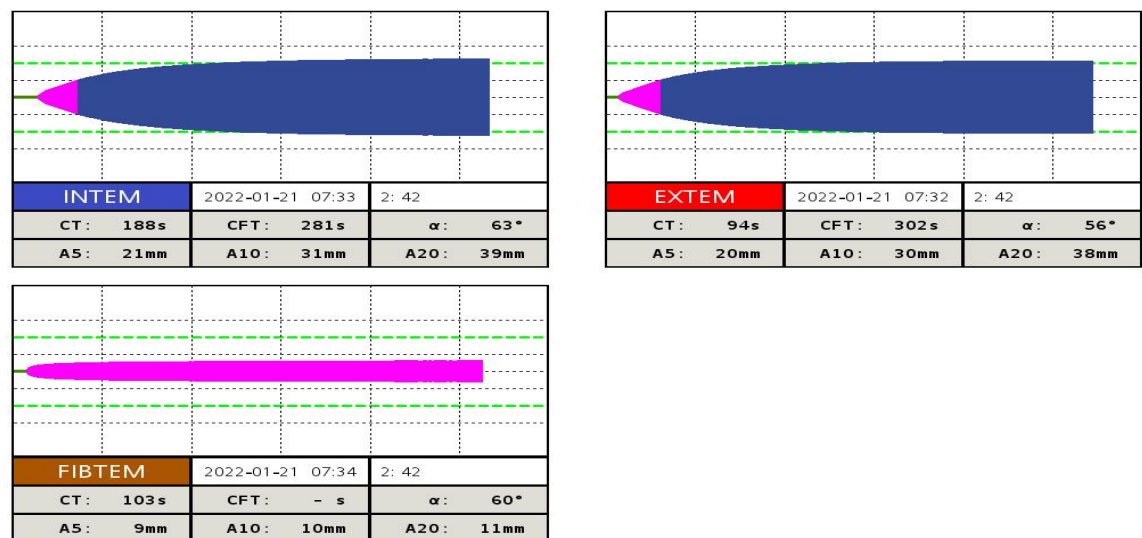 INTEM 2022-01-21 07:33 2: 42
CT: 188s CFT: 281s α: 63°
A5: 21mm A10: 31mm A20: 39mm
EXTEM 2022-01-21 07:32 2: 42
CT: 94s CFT: 302s α: 56°
A5: 20mm A10: 30mm A20: 38mm
FIBTEM 2022-01-21 07:34 2: 42
CT: 103s CFT: - s α: 60°
A5: 9mm A10: 10mm A20: 11mm